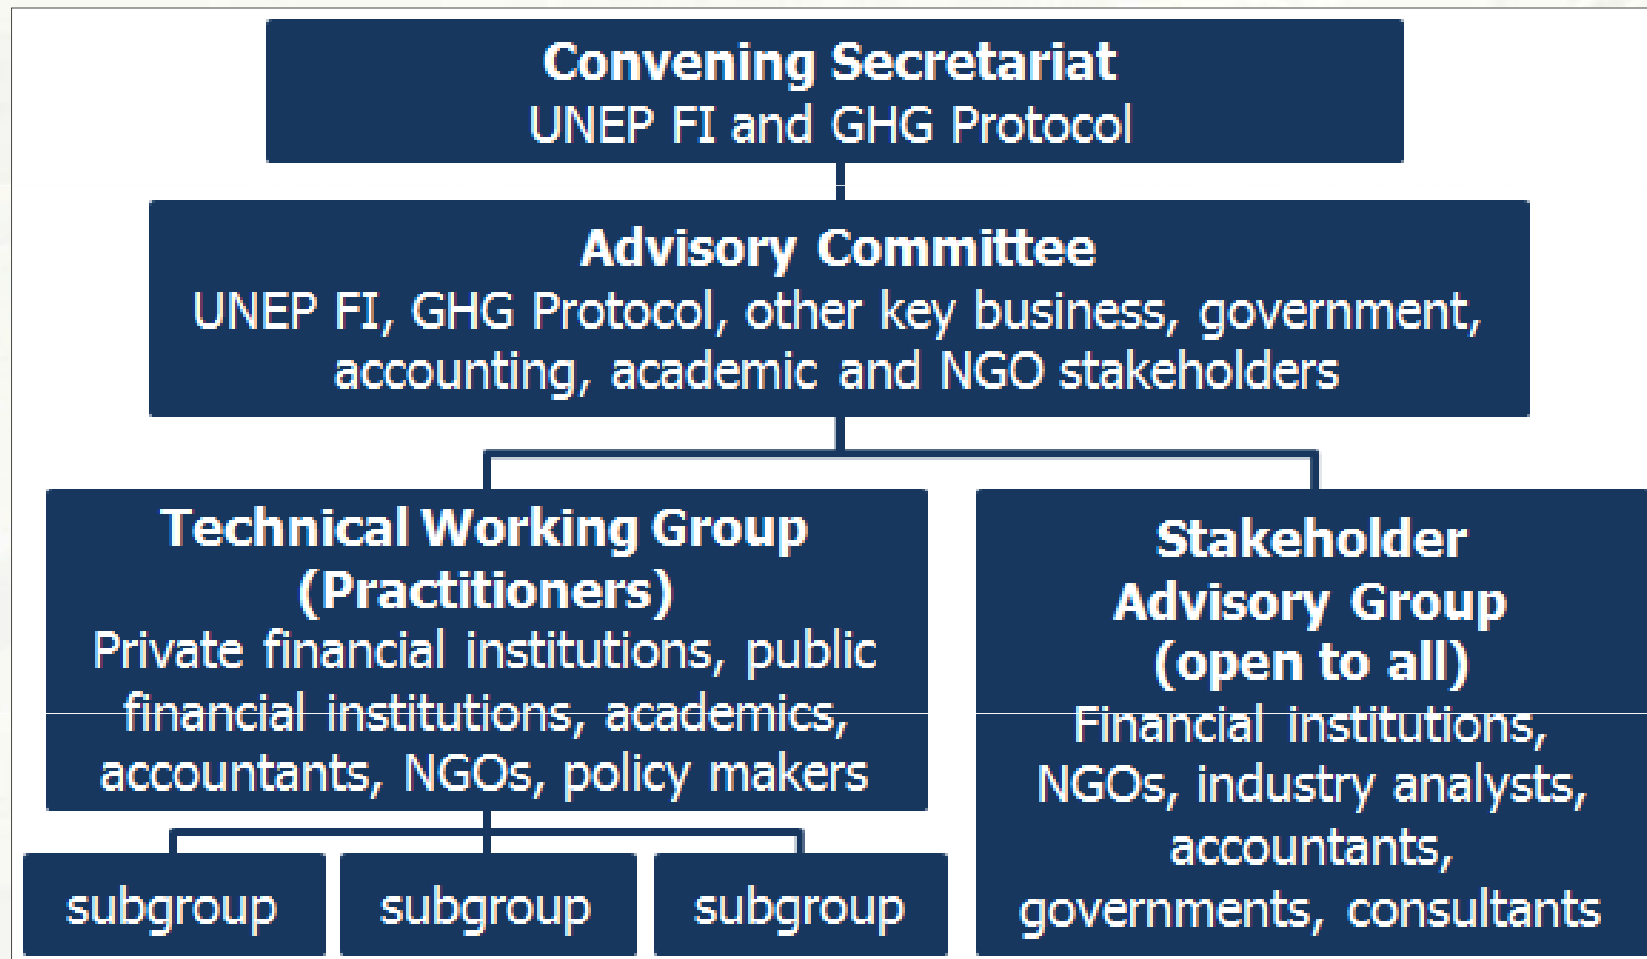 Convening Secretariat
UNEP FI and GHG Protocol
Advisory Committee
UNEP FI, GHG Protocol, other key business, government,
accounting, academic and NGO stakeholders
Technical Working Group
(Practitioners)
Private financial institutions, public
financial institutions, academics,
accountants, NGOs, policy makers
Stakeholder
Advisory Group
(open to all)
Financial institutions,
NGOs, industry analysts,
accountants,
governments, consultants
subgroup
subgroup
subgroup